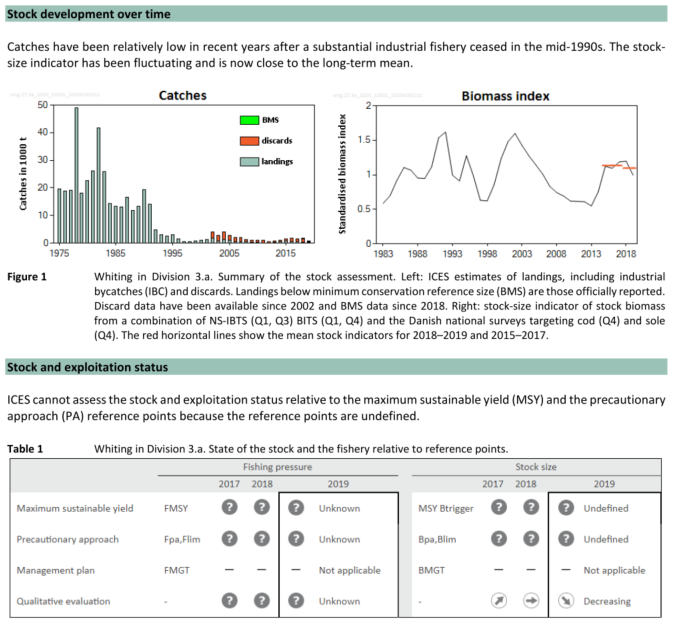 Stock development over time
Catches have been relatively low in recent years after a substantial industrial fishery ceased in the mid-1990s. The stock-
size indicator has been fluctuating and is now close to the long-term mean.
Catches
Catches in 1000 t
50
40
30
20
10
0
1975 1985 1995 2005 2015
BMS
discards
landings
Biomass index
Standardised biomass index
2
1.5
1
0.5
0
1983 1988 1993 1998 2003 2008 2013 2018
Figure 1 Whiting in Division 3.a. Summary of the stock assessment. Left: ICES estimates of landings, including industrial
bycatches (IBC) and discards. Landings below minimum conservation reference size (BMS) are those officially reported.
Discard data have been available since 2002 and BMS data since 2018. Right: stock-size indicator of stock biomass
from a combination of NS-IBTS (Q1, Q3) BITS (Q1, Q4) and the Danish national surveys targeting cod (Q4) and sole
(Q4). The red horizontal lines show the mean stock indicators for 2018–2019 and 2015–2017.
Stock and exploitation status
ICES cannot assess the stock and exploitation status relative to the maximum sustainable yield (MSY) and the precautionary
approach (PA) reference points because the reference points are undefined.
Table 1 Whiting in Division 3.a. State of the stock and the fishery relative to reference points.
Fishing pressure Stock size
2017 2018 2019 2017 2018 2019
Maximum sustainable yield FMSY ? ? ? Unknown MSY Btrigger ? ? ? Undefined
Precautionary approach Fpa,Flim ? ? ? Unknown Bpa,Blim ? ? ? Undefined
Management plan FMGT – – – Not applicable BMGT – – – Not applicable
Qualitative evaluation - ? ? ? Unknown - Decreasing